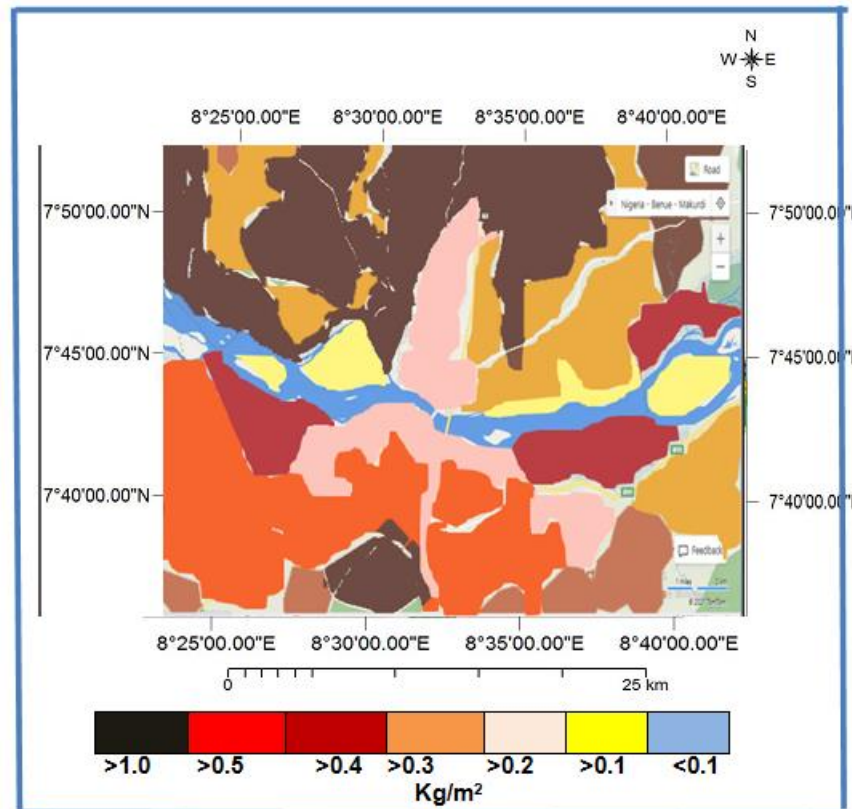 N
W E
S
8°25'00.00"E 8°30'00.00"E 8°35'00.00"E 8°40'00.00"E
Road
7°50'00.00"N 7°50'00.00"N
Nigeria - Benue - Makurdi
+
−
7°45'00.00"N 7°45'00.00"N
7°40'00.00"N 7°40'00.00"N
Feedback
1 miles 2 km
8°25'00.00"E 8°30'00.00"E 8°35'00.00"E 8°40'00.00"E
0 25 km
>1.0 >0.5 >0.4 >0.3 >0.2 >0.1 <0.1
Kg/m²